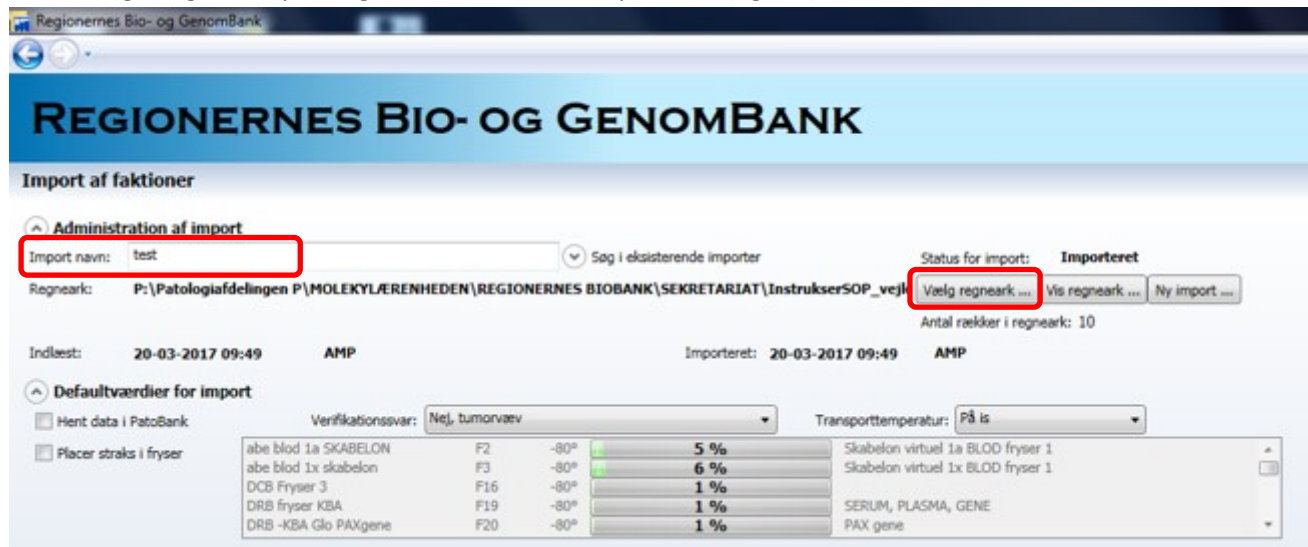 Regionernes Bio- og GenomBank
REGIONERNES BIO- OG GENOMBANK
Import af faktioner
Administration af import
Import navn: test Søg i eksisterende importer Status for import: Importeret
Regneark: P:\Patologiafdelingen P\MOLEKYLÆRENHEDEN\REGIONERNES BIOBANK\SEKRETARIAT\InstrukserSOP_vejl Vælg regneark ... Vis regneark ... Ny import ...
Antal rækker i regneark: 10
Indlæst: 20-03-2017 09:49 AMP Importeret: 20-03-2017 09:49 AMP
Defaultværdier for import
Hent data i PatoBank Verifikationssvar: Nej, tumorvæv Transporttemperatur: På is
Placer straks i fryser
abe blod 1a SKABELON F2 -80° 5 % Skabelon virtuel 1a BLOD fryser 1
abe blod 1x skabelon F3 -80° 6 % Skabelon virtuel 1x BLOD fryser 1
DCB Fryser 3 F16 -80° 1 %
DRB fryser KBA F19 -80° 1 % SERUM, PLASMA, GENE
DRB -KBA Glo PAXgene F20 -80° 1 % PAX gene